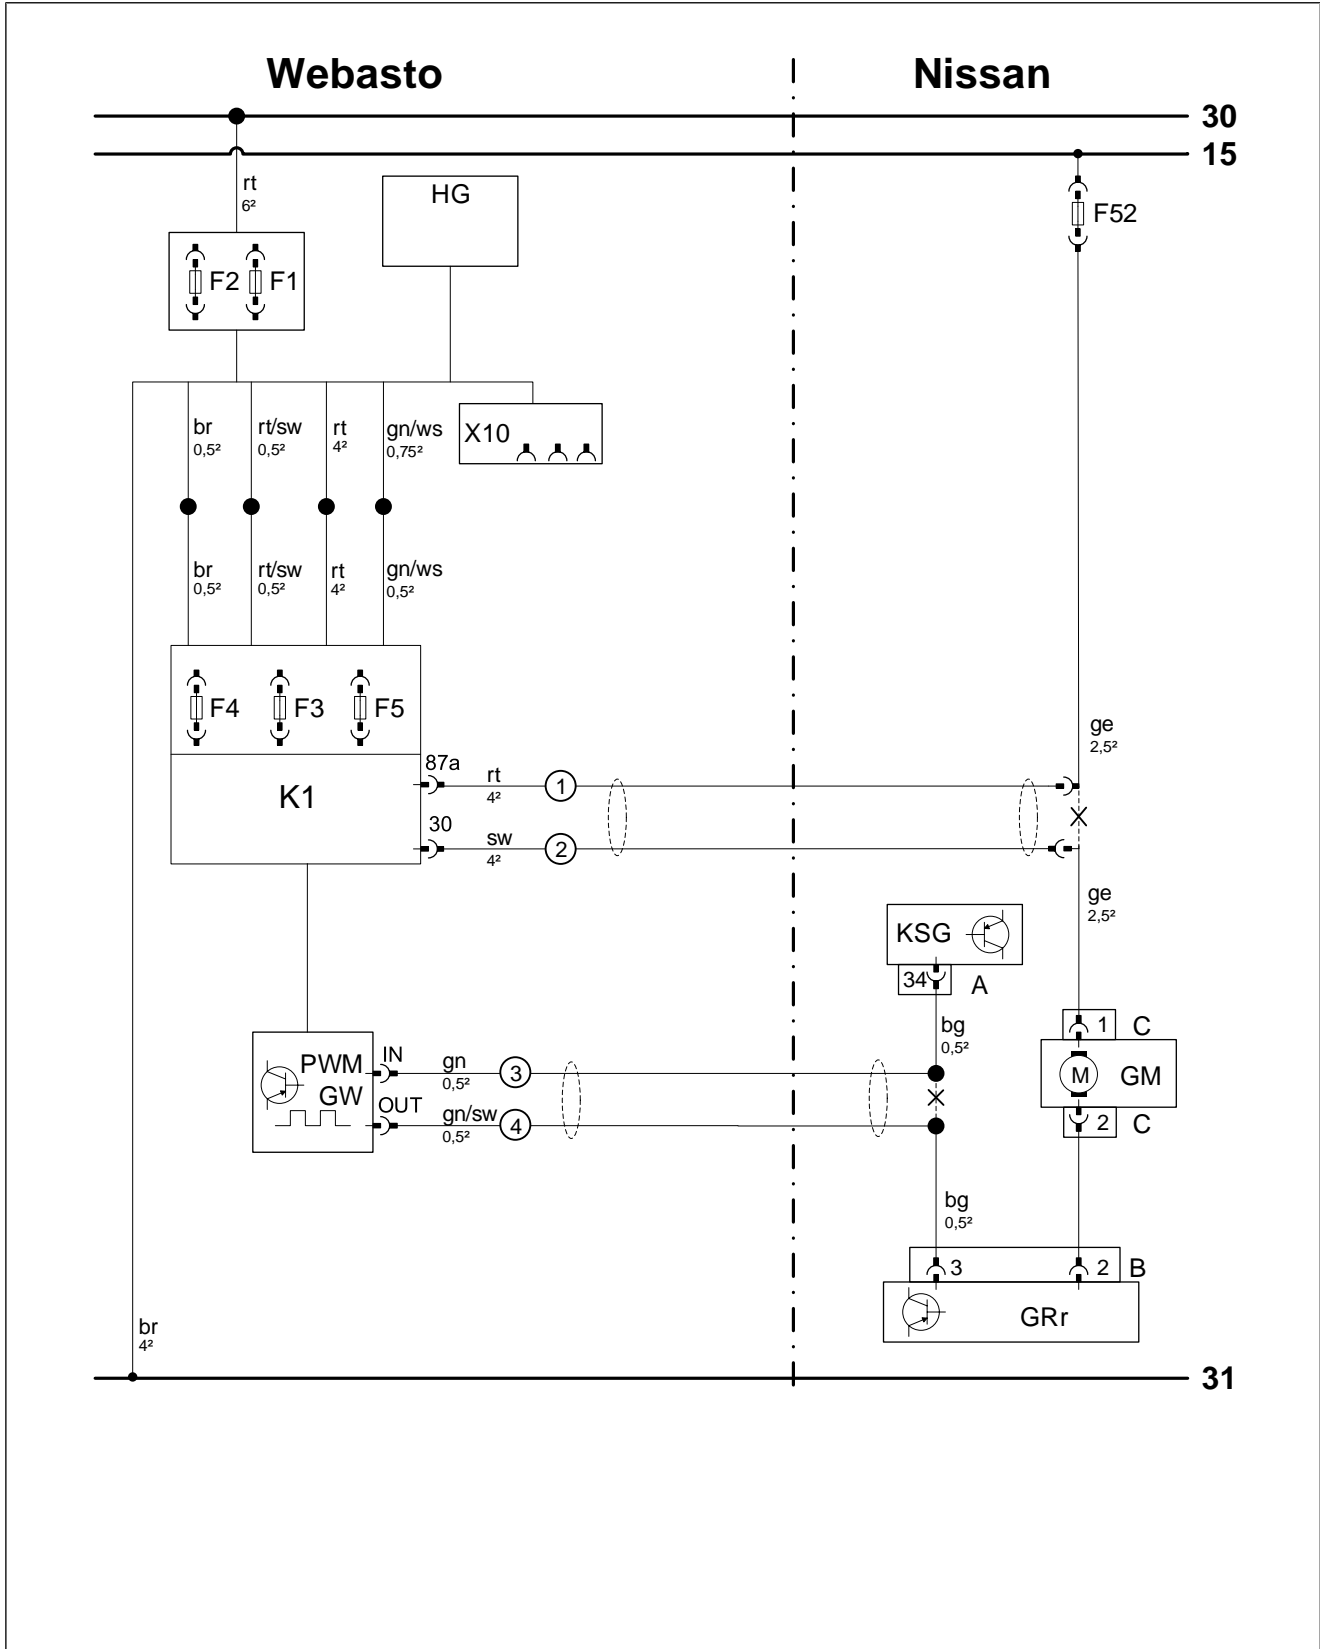 Webasto
Nissan
30
15
rt
6²
HG
F52
F2
F1
br
0,5²
rt/sw
0,5²
rt
4²
gn/ws
0,75²
X10
br
0,5²
rt/sw
0,5²
rt
4²
gn/ws
0,5²
F4
F3
F5
ge
2,5²
87a
rt
4²
1
K1
30
sw
4²
2
ge
2,5²
KSG
34
A
bg
0,5²
1
C
PWM
GW
IN
gn
0,5²
3
M
GM
OUT
gn/sw
0,5²
4
2
C
bg
0,5²
3
2
B
GRr
br
4²
31